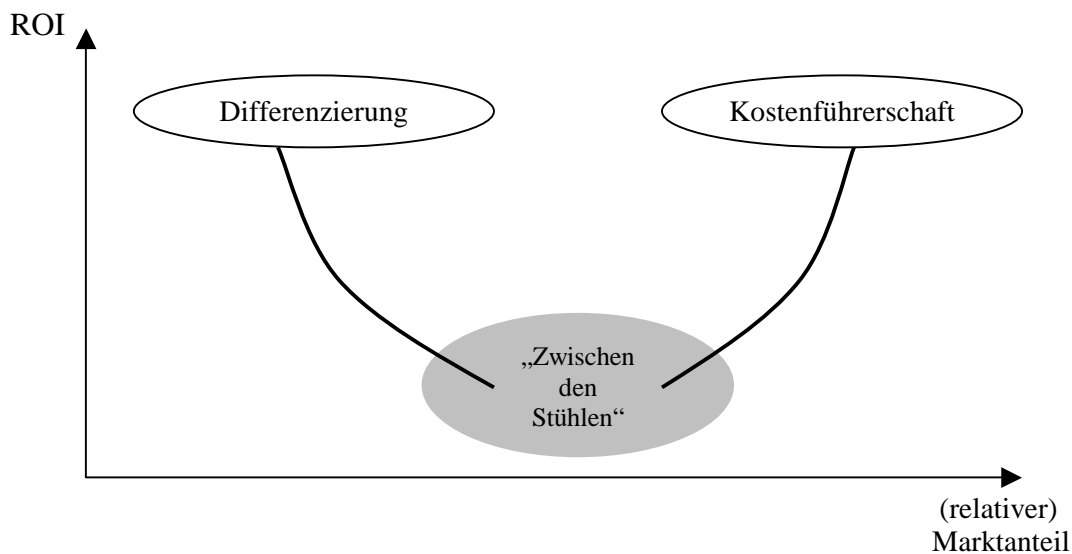 ROI
Differenzierung
Kostenführerschaft
„Zwischen
den
Stühlen“
(relativer)
Marktanteil